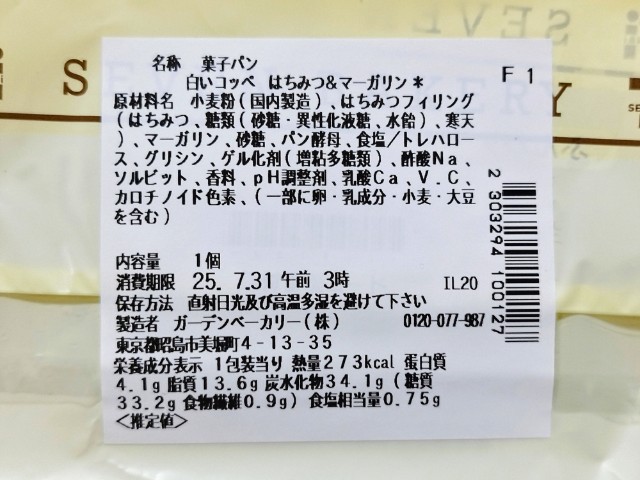 名称 菓子パン
白いコッペ はちみつ&マーガリン*
F1
原材料名 小麦粉(国内製造)、はちみつフィリング
(はちみつ、糖類(砂糖・異性化液糖、水飴)、寒天
)、マーガリン、砂糖、パン酵母、食塩/トレハロー
ス、グリシン、ゲル化剤(増粘多糖類)、酢酸Na、
ソルビット、香料、pH調整剤、乳酸Ca、V.C、
カロチノイド色素、(一部に卵・乳成分・小麦・大豆
を含む)
内容量 1個
消費期限 25.7.31午前 3時
IL20
保存方法 直射日光及び高温多湿を避けて下さい
製造者 ガーデンベーカリー(株) 0120-077-987
東京都昭島市美堀町4-13-35
栄養成分表示 1包装当り 熱量273kcal 蛋白質
4.1g 脂質13.6g 炭水化物34.1g(糖質
33.2g 食物繊維0.9g) 食塩相当量0.75g
<推定値>
2 303294 100127